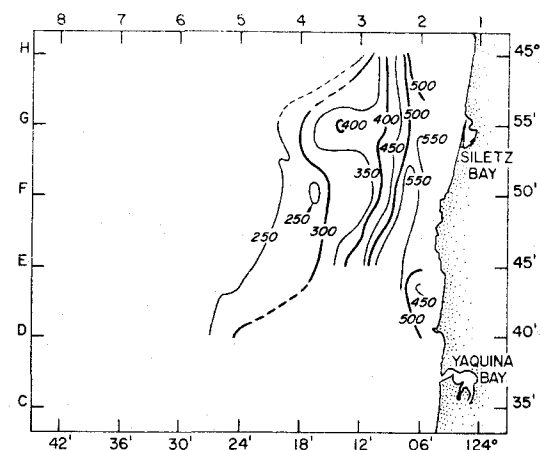 8 7 6 5 4 3 2 1
H 45°
500
400 400 500
G 450 550 55'
SILETZ
BAY
350 550
F 50'
250
250 300
E 45'
450
500
D 40'
YAQUINA
BAY
C 35'
42' 36' 30' 24' 18' 12' 06' 124°